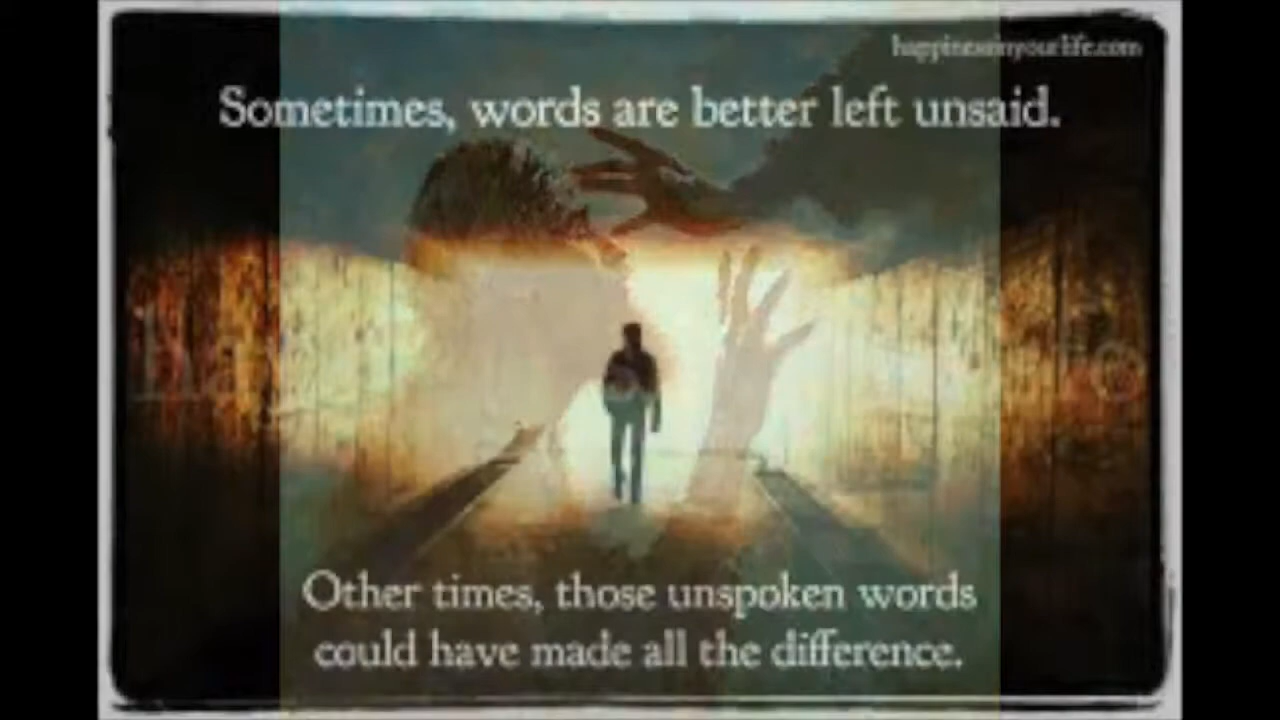 happinessinyourlife.com
Sometimes, words are better left unsaid.
Other times, those unspoken words
could have made all the difference.